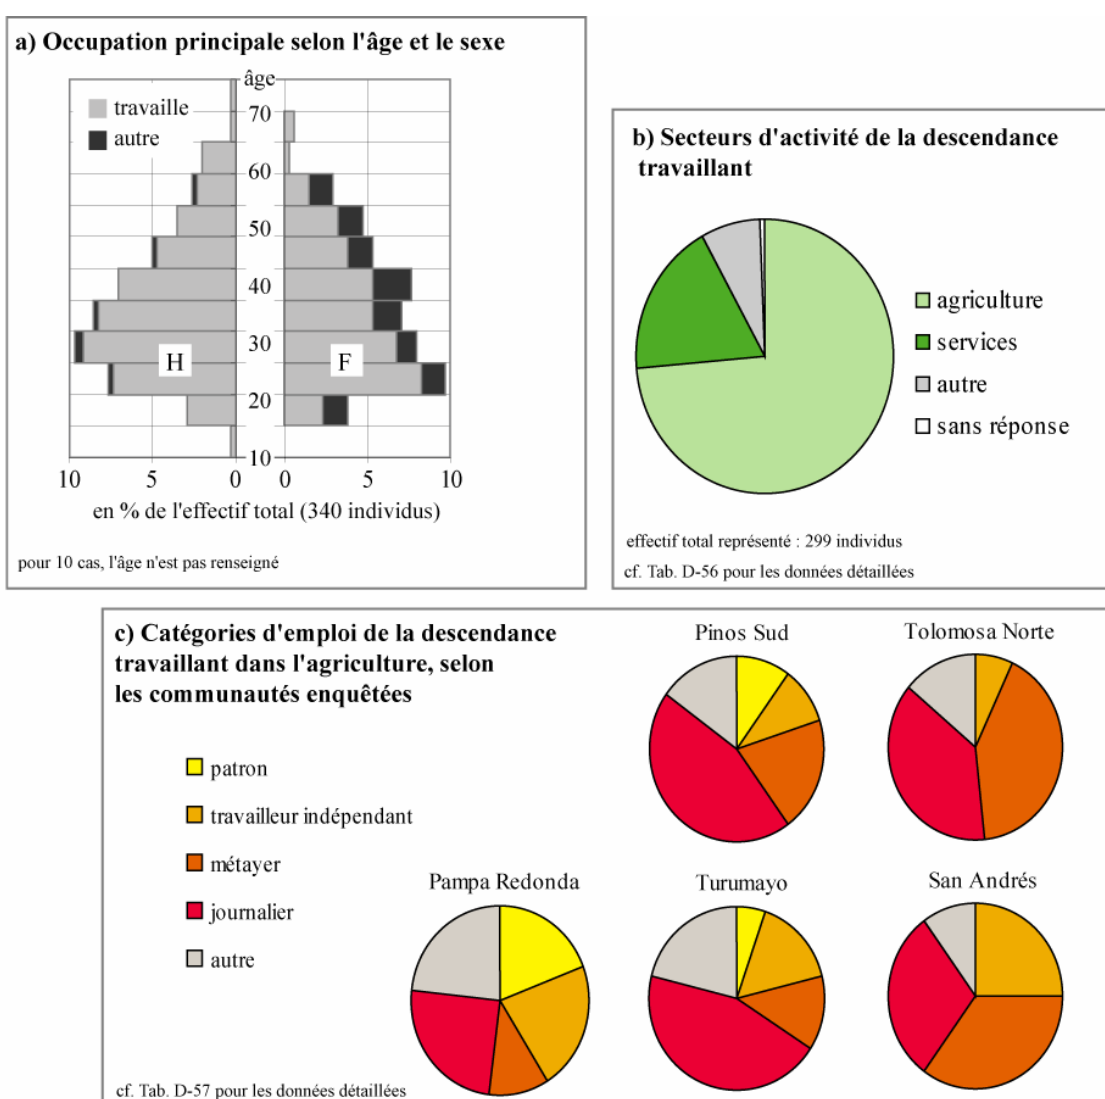 a) Occupation principale selon l'âge et le sexe
âge
travaille
autre
70
60
50
40
30
20
10
H
F
10 5 0 0 5 10
en % de l'effectif total (340 individus)
pour 10 cas, l'âge n'est pas renseigné
b) Secteurs d'activité de la descendance
travaillant
agriculture
services
autre
sans réponse
effectif total représenté : 299 individus
cf. Tab. D-56 pour les données détaillées
c) Catégories d'emploi de la descendance
travaillant dans l'agriculture, selon
les communautés enquêtées
patron
travailleur indépendant
métayer
journalier
autre
Pinos Sud
Tolomosa Norte
Pampa Redonda
Turumayo
San Andrés
cf. Tab. D-57 pour les données détaillées